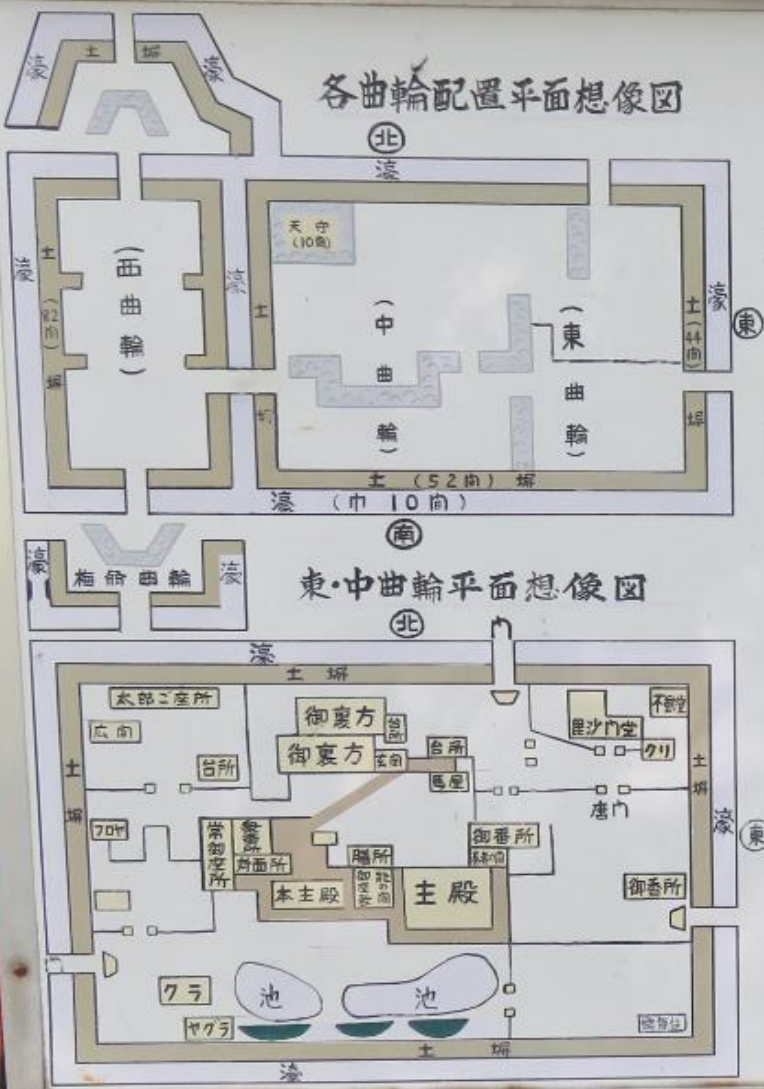 各曲輪配置平面想像図
北
濠
土
塀
濠
濠
天守
(10間)
(西曲輪)
(中曲輪)
(東曲輪)
濠
土(82間)塀
濠
土
土(44間)塀
濠
東
土(52間)塀
濠(巾10間)
南
濠
曲輪
濠
東・中曲輪平面想像図
北
濠
土塀
太郎ご座所
広間
台所
御裏方
台所
御裏方
玄関
台所
馬屋
毘沙門堂
不動堂
クリ
唐門
土塀
土塀
濠
東
フロヤ
常御座所
対面所
本主殿
膳所
主殿
御番所
御番所
クラ
池
池
ヤグラ
土塀
濠